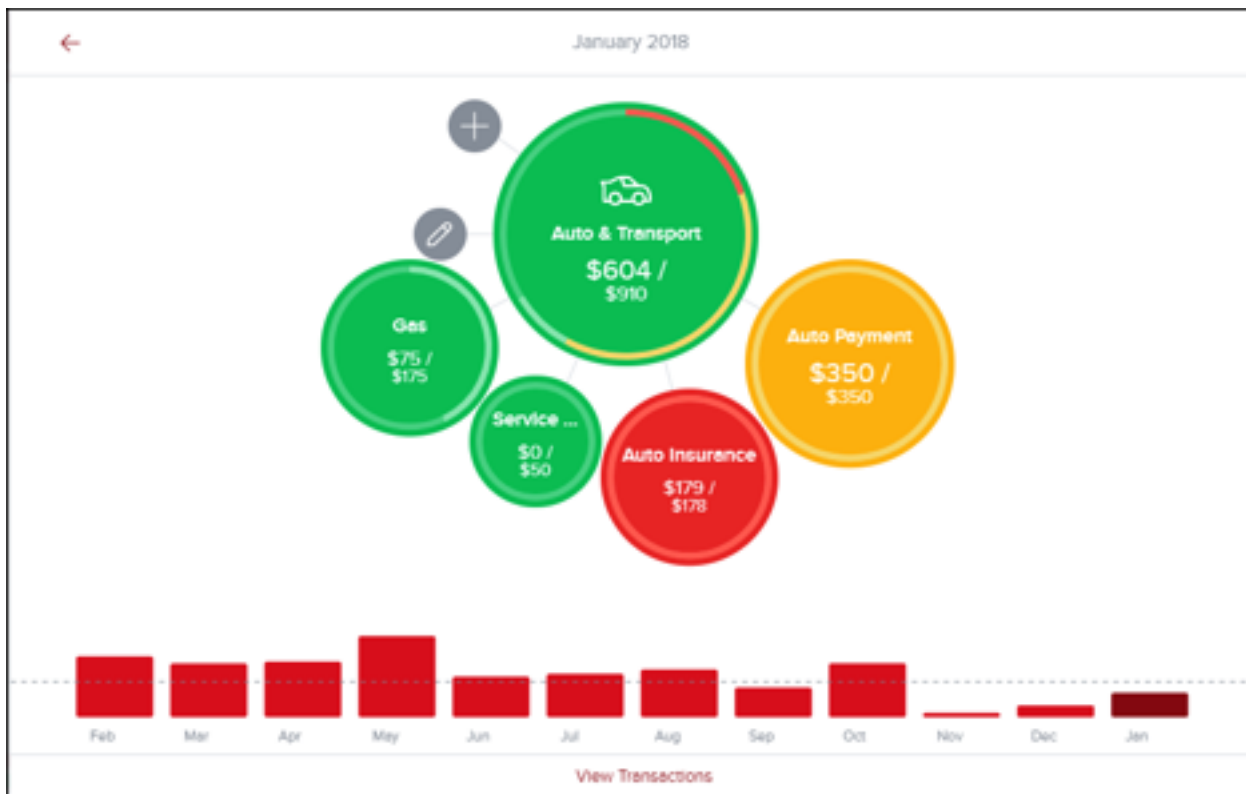 January 2018
Auto & Transport
$604 /
$910
Gas
$75 /
$175
Service ...
$0 /
$50
Auto Insurance
$179 /
$178
Auto Payment
$350 /
$350
Feb Mar Apr May Jun Jul Aug Sep Oct Nov Dec Jan
View Transactions